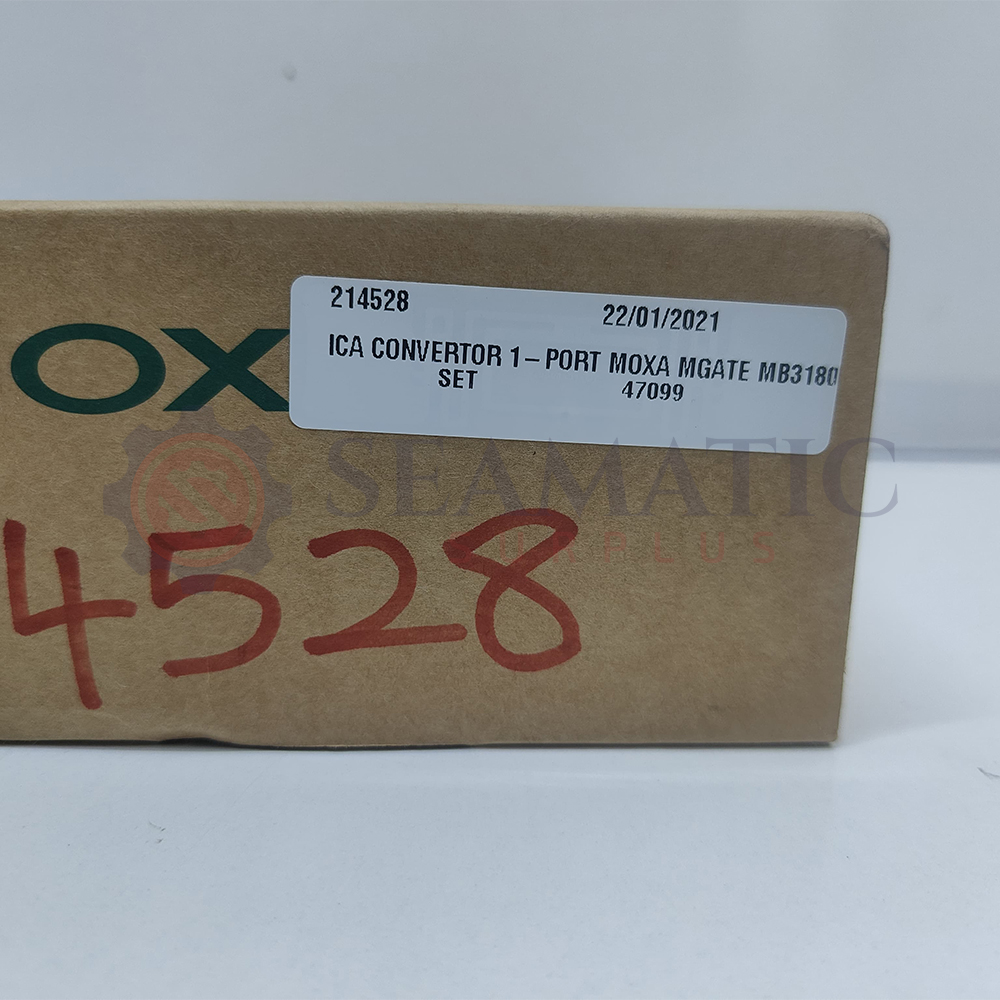 214528
22/01/2021
ICA CONVERTOR 1–PORT MOXA MGATE MB3180
SET
47099
OX
SEAMATIC
4528